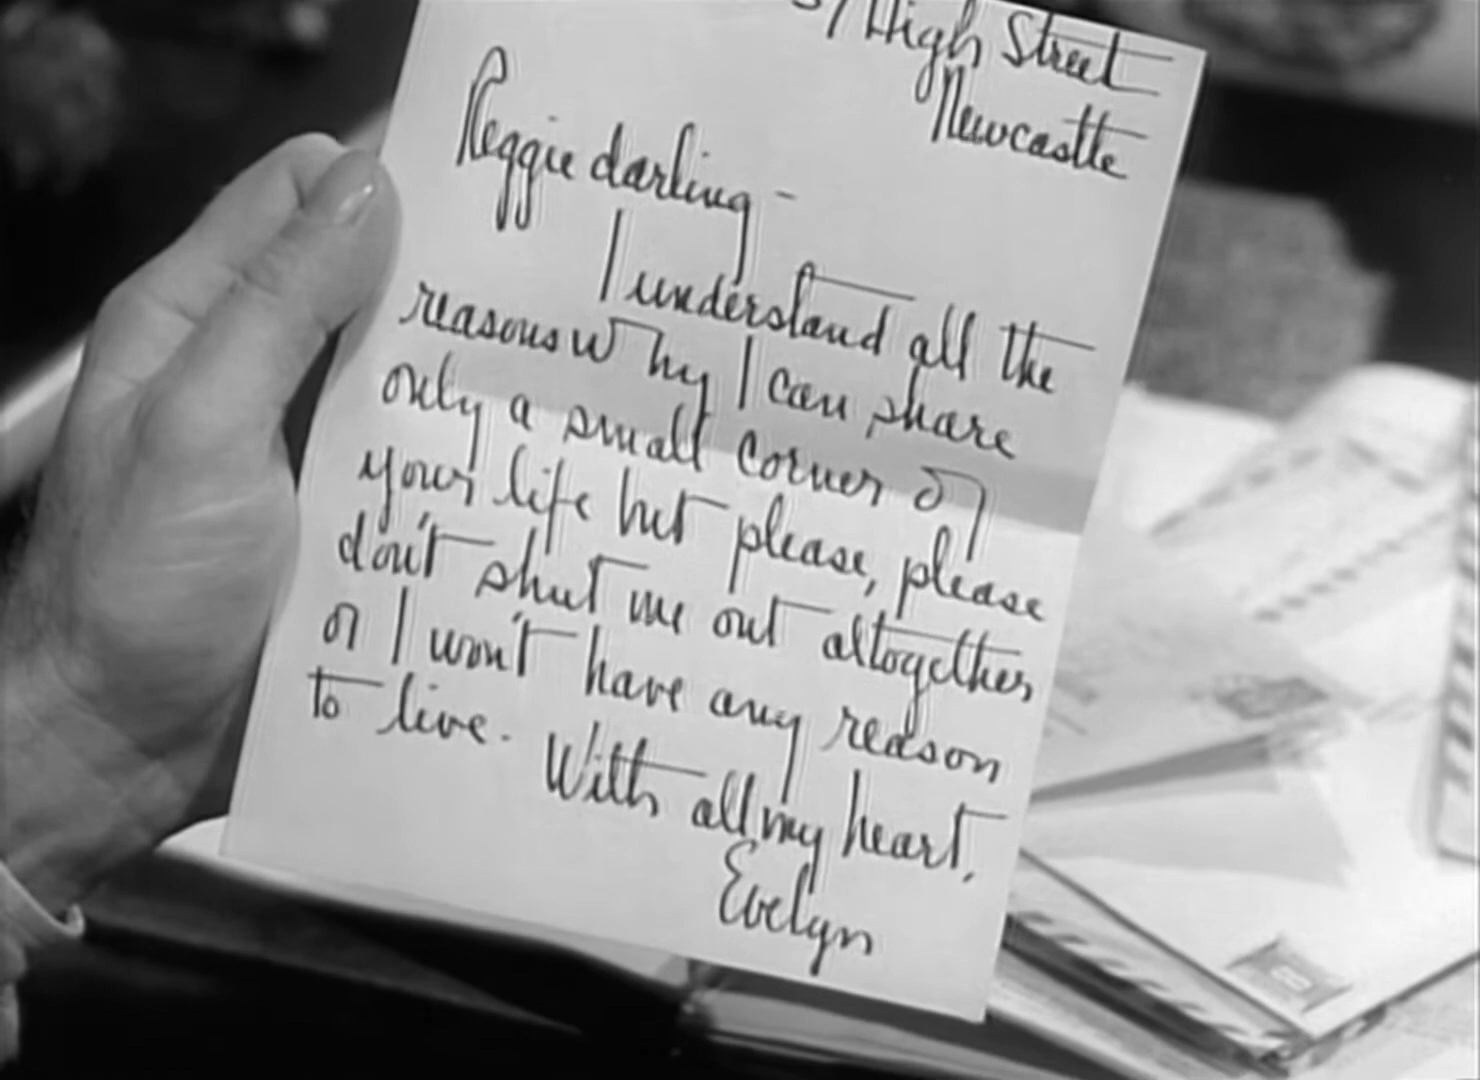 7 High Street
Newcastle
Reggie darling -
I understand all the
reasons why I can share
only a small corner of
your life but please, please
don't shut me out altogether,
or I won't have any reason
to live. With all my heart,
Evelyn